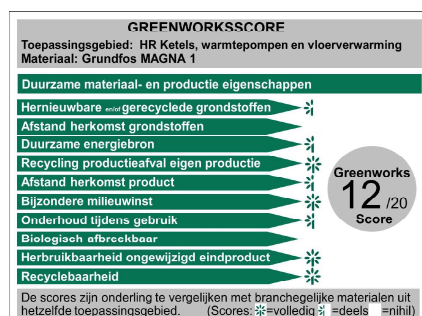 GREENWORKSSCORE
Toepassingsgebied: HR Ketels, warmtepompen en vloerverwarming
Materiaal: Grundfos MAGNA 1
Duurzame materiaal- en productie eigenschappen
Hernieuwbare en/of gerecyclede grondstoffen
Afstand herkomst grondstoffen
Duurzame energiebron
Recycling productieafval eigen productie
Afstand herkomst product
Bijzondere milieuwinst
Onderhoud tijdens gebruik
Biologisch afbreekbaar
Herbruikbaarheid ongewijzigd eindproduct
Recyclebaarheid
Greenworks
12 /20
Score
De scores zijn onderling te vergelijken met branchegelijke materialen uit
hetzelfde toepassingsgebied. (Scores: =volledig =deels =nihil)